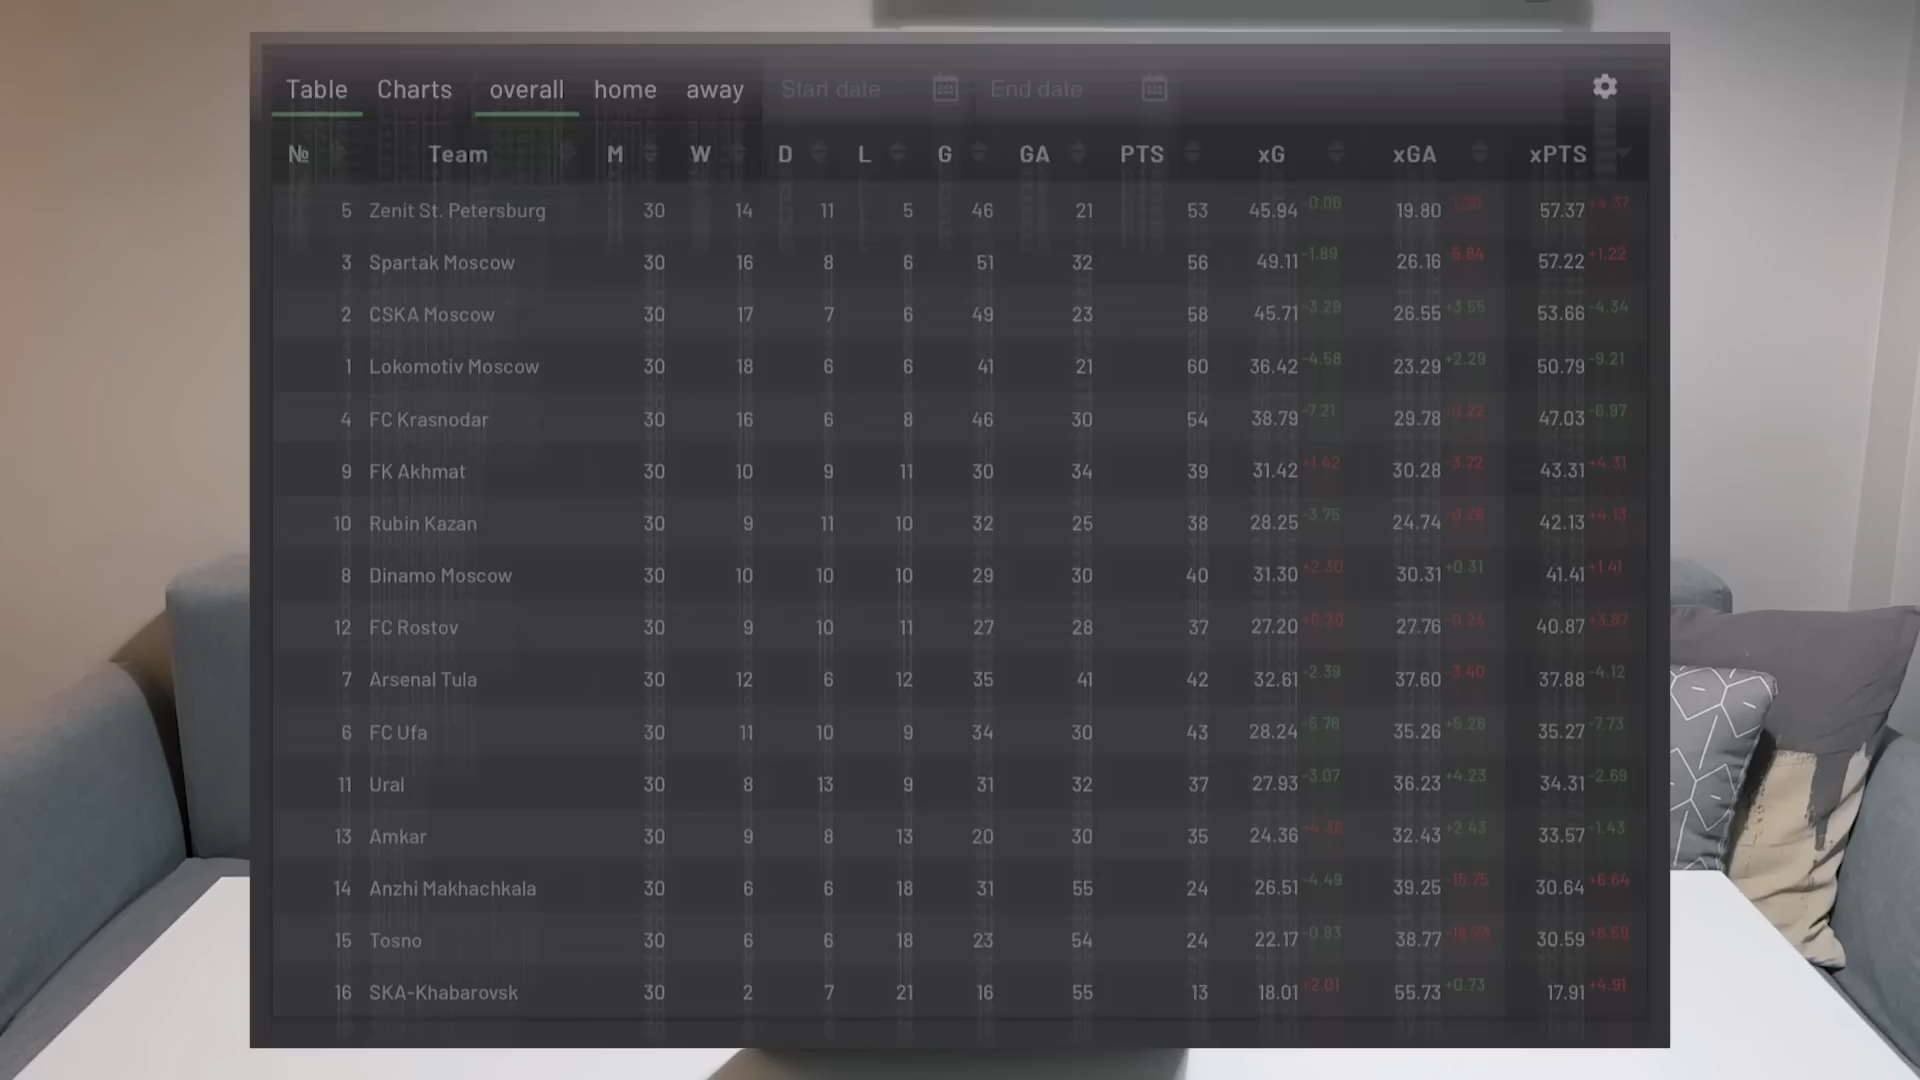 Table Charts overall home away Start date End date
№ Team M W D L G GA PTS xG xGA xPTS
5 Zenit St. Petersburg 30 14 11 5 46 21 53 45.94 -0.06 19.80 57.37 +4.37
3 Spartak Moscow 30 16 8 6 51 32 56 49.11 -1.89 26.16 -5.84 57.22 +1.22
2 CSKA Moscow 30 17 7 6 49 23 58 45.71 -3.29 26.55 +3.55 53.66 -4.34
1 Lokomotiv Moscow 30 18 6 6 41 21 60 36.42 -4.58 23.29 +2.29 50.79 -9.21
4 FC Krasnodar 30 16 6 8 46 30 54 38.79 -7.21 29.78 -0.22 47.03 -6.97
9 FK Akhmat 30 10 9 11 30 34 39 31.42 +1.42 30.28 -3.72 43.31 +4.31
10 Rubin Kazan 30 9 11 10 32 25 38 28.25 -3.75 24.74 -0.26 42.13 +4.13
8 Dinamo Moscow 30 10 10 10 29 30 40 31.30 +2.30 30.31 +0.31 41.41 +1.41
12 FC Rostov 30 9 10 11 27 28 37 27.20 +0.20 27.76 -0.24 40.87 +3.87
7 Arsenal Tula 30 12 6 12 35 41 42 32.61 -2.39 37.60 -3.40 37.88 -4.12
6 FC Ufa 30 11 10 9 34 30 43 28.24 -5.76 35.26 +5.26 35.27 -7.73
11 Ural 30 8 13 9 31 32 37 27.93 -3.07 36.23 +4.23 34.31 -2.69
13 Amkar 30 9 8 13 20 30 35 24.36 +4.36 32.43 +2.43 33.57 -1.43
14 Anzhi Makhachkala 30 6 6 18 31 55 24 26.51 -4.49 39.25 -15.75 30.64 +6.64
15 Tosno 30 6 6 18 23 54 24 22.17 -0.83 38.77 30.59 +6.59
16 SKA-Khabarovsk 30 2 7 21 16 55 13 18.01 +2.01 55.73 +0.73 17.91 +4.91